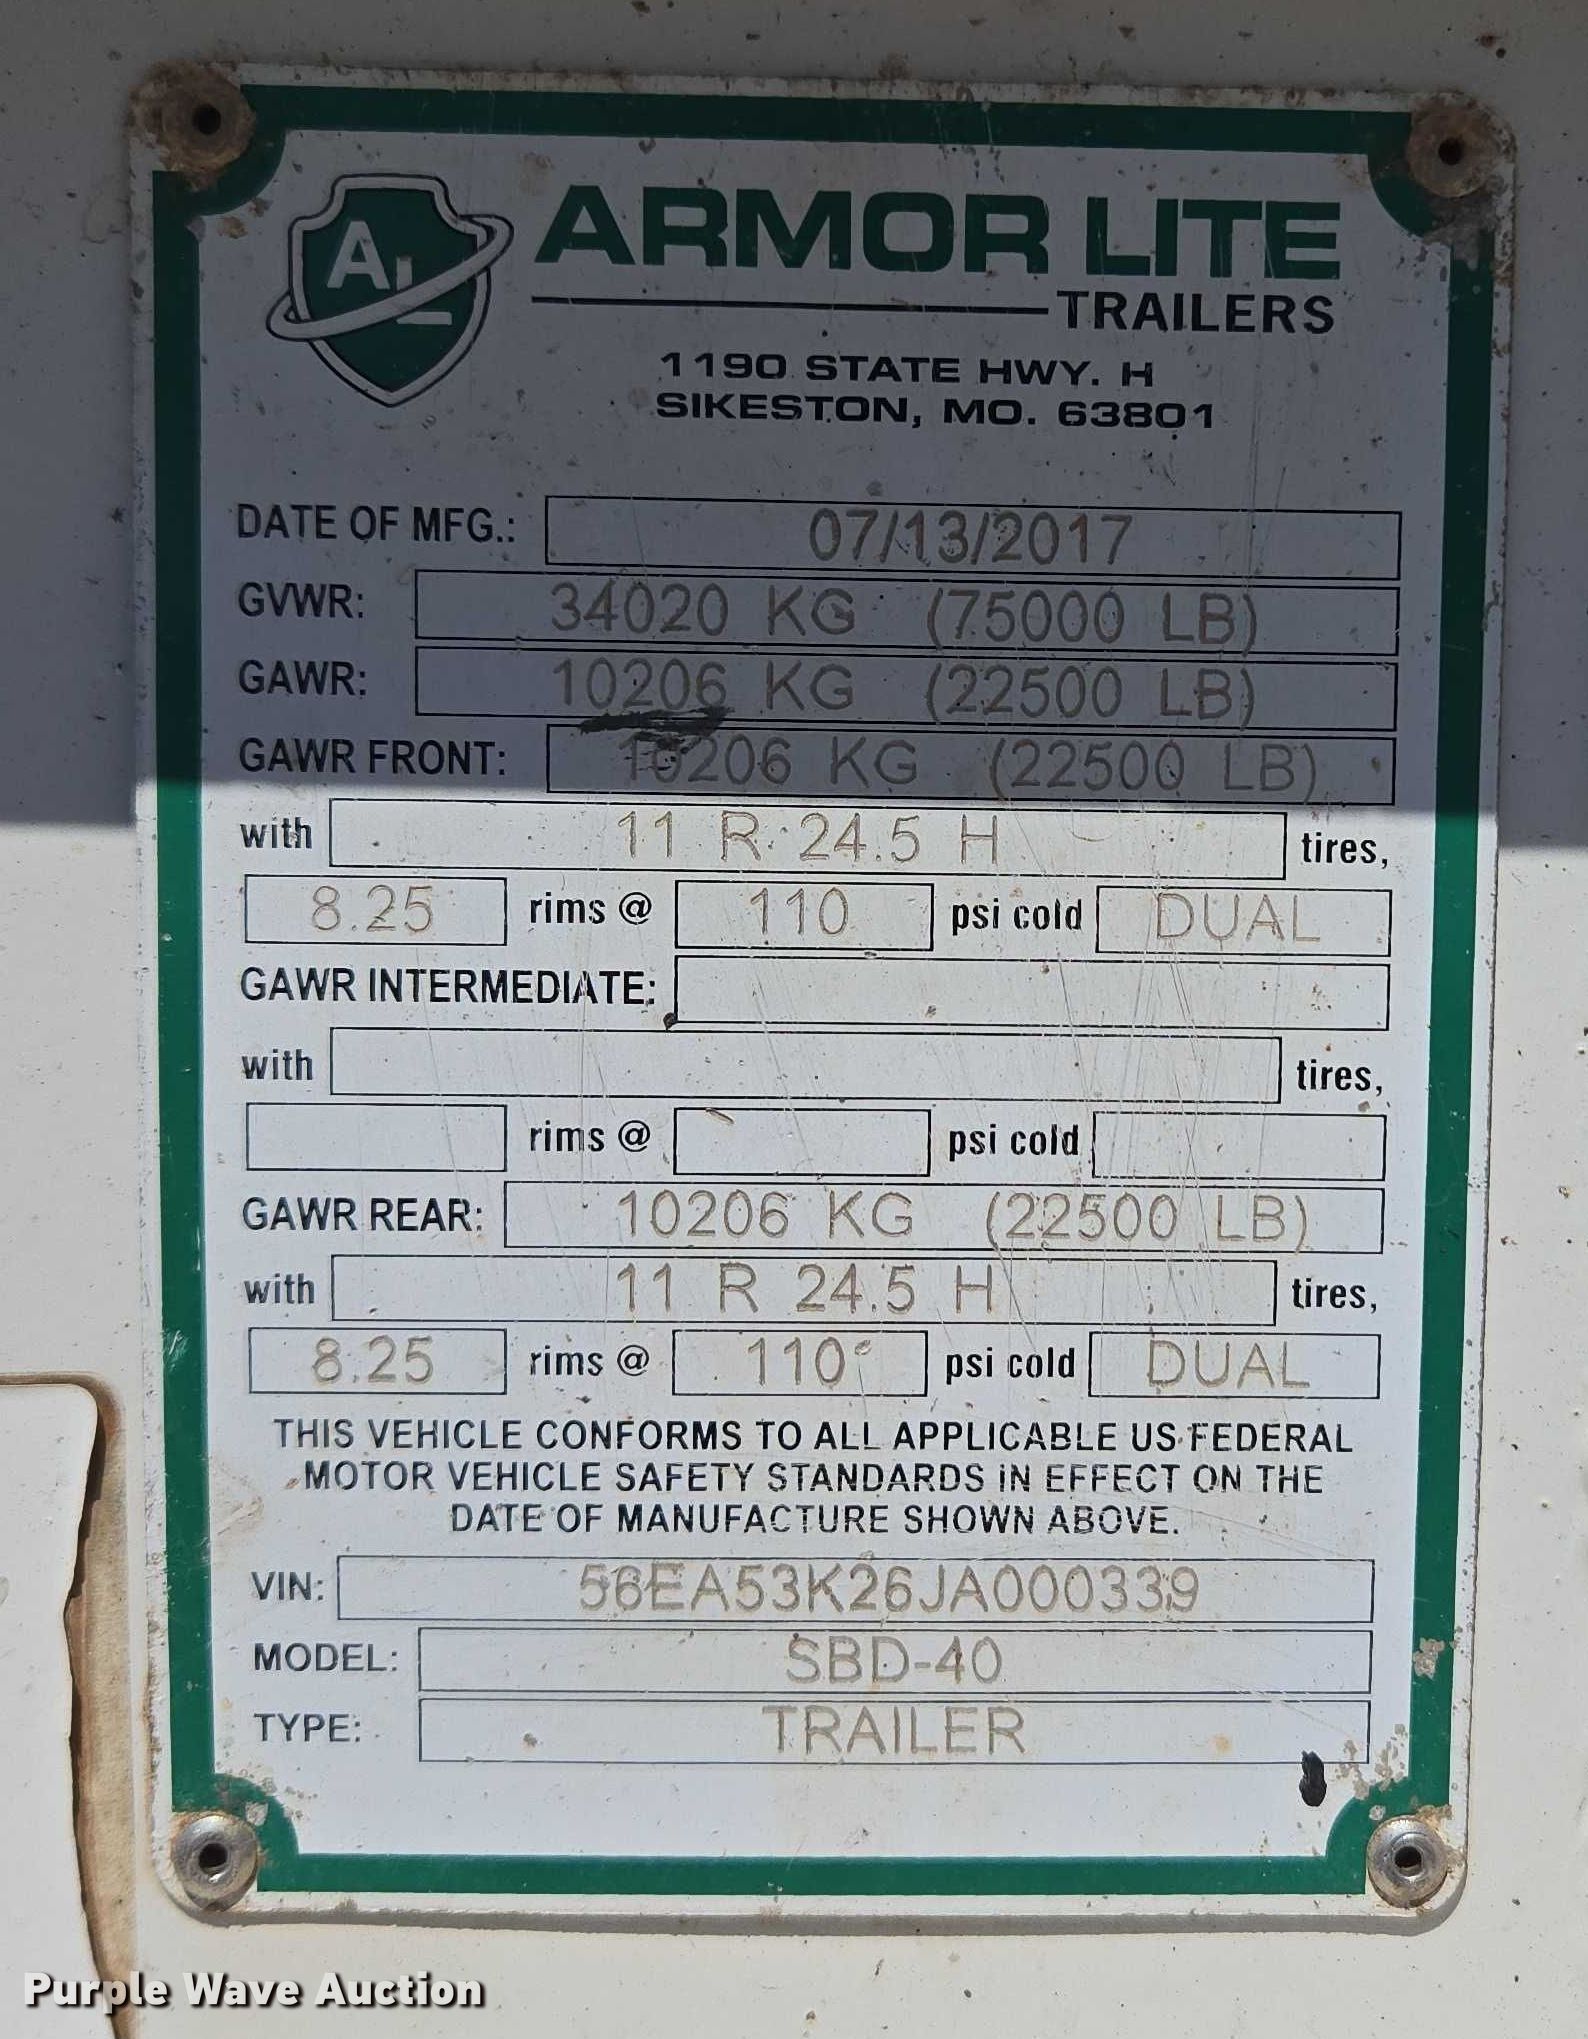 AL ARMOR LITE
TRAILERS
1190 STATE HWY. H
SIKESTON, MO. 63801
DATE OF MFG.: 07/13/2017
GVWR: 34020 KG (75000 LB)
GAWR: 10206 KG (22500 LB)
GAWR FRONT: 10206 KG (22500 LB)
with 11 R 24.5 H tires,
8.25 rims @ 110 psi cold DUAL
GAWR INTERMEDIATE:
with tires,
rims @ psi cold
GAWR REAR: 10206 KG (22500 LB)
with 11 R 24.5 H tires,
8.25 rims @ 110 psi cold DUAL
THIS VEHICLE CONFORMS TO ALL APPLICABLE US FEDERAL
MOTOR VEHICLE SAFETY STANDARDS IN EFFECT ON THE
DATE OF MANUFACTURE SHOWN ABOVE.
VIN: 56EA53K26JA000339
MODEL: SBD-40
TYPE: TRAILER
Purple Wave Auction